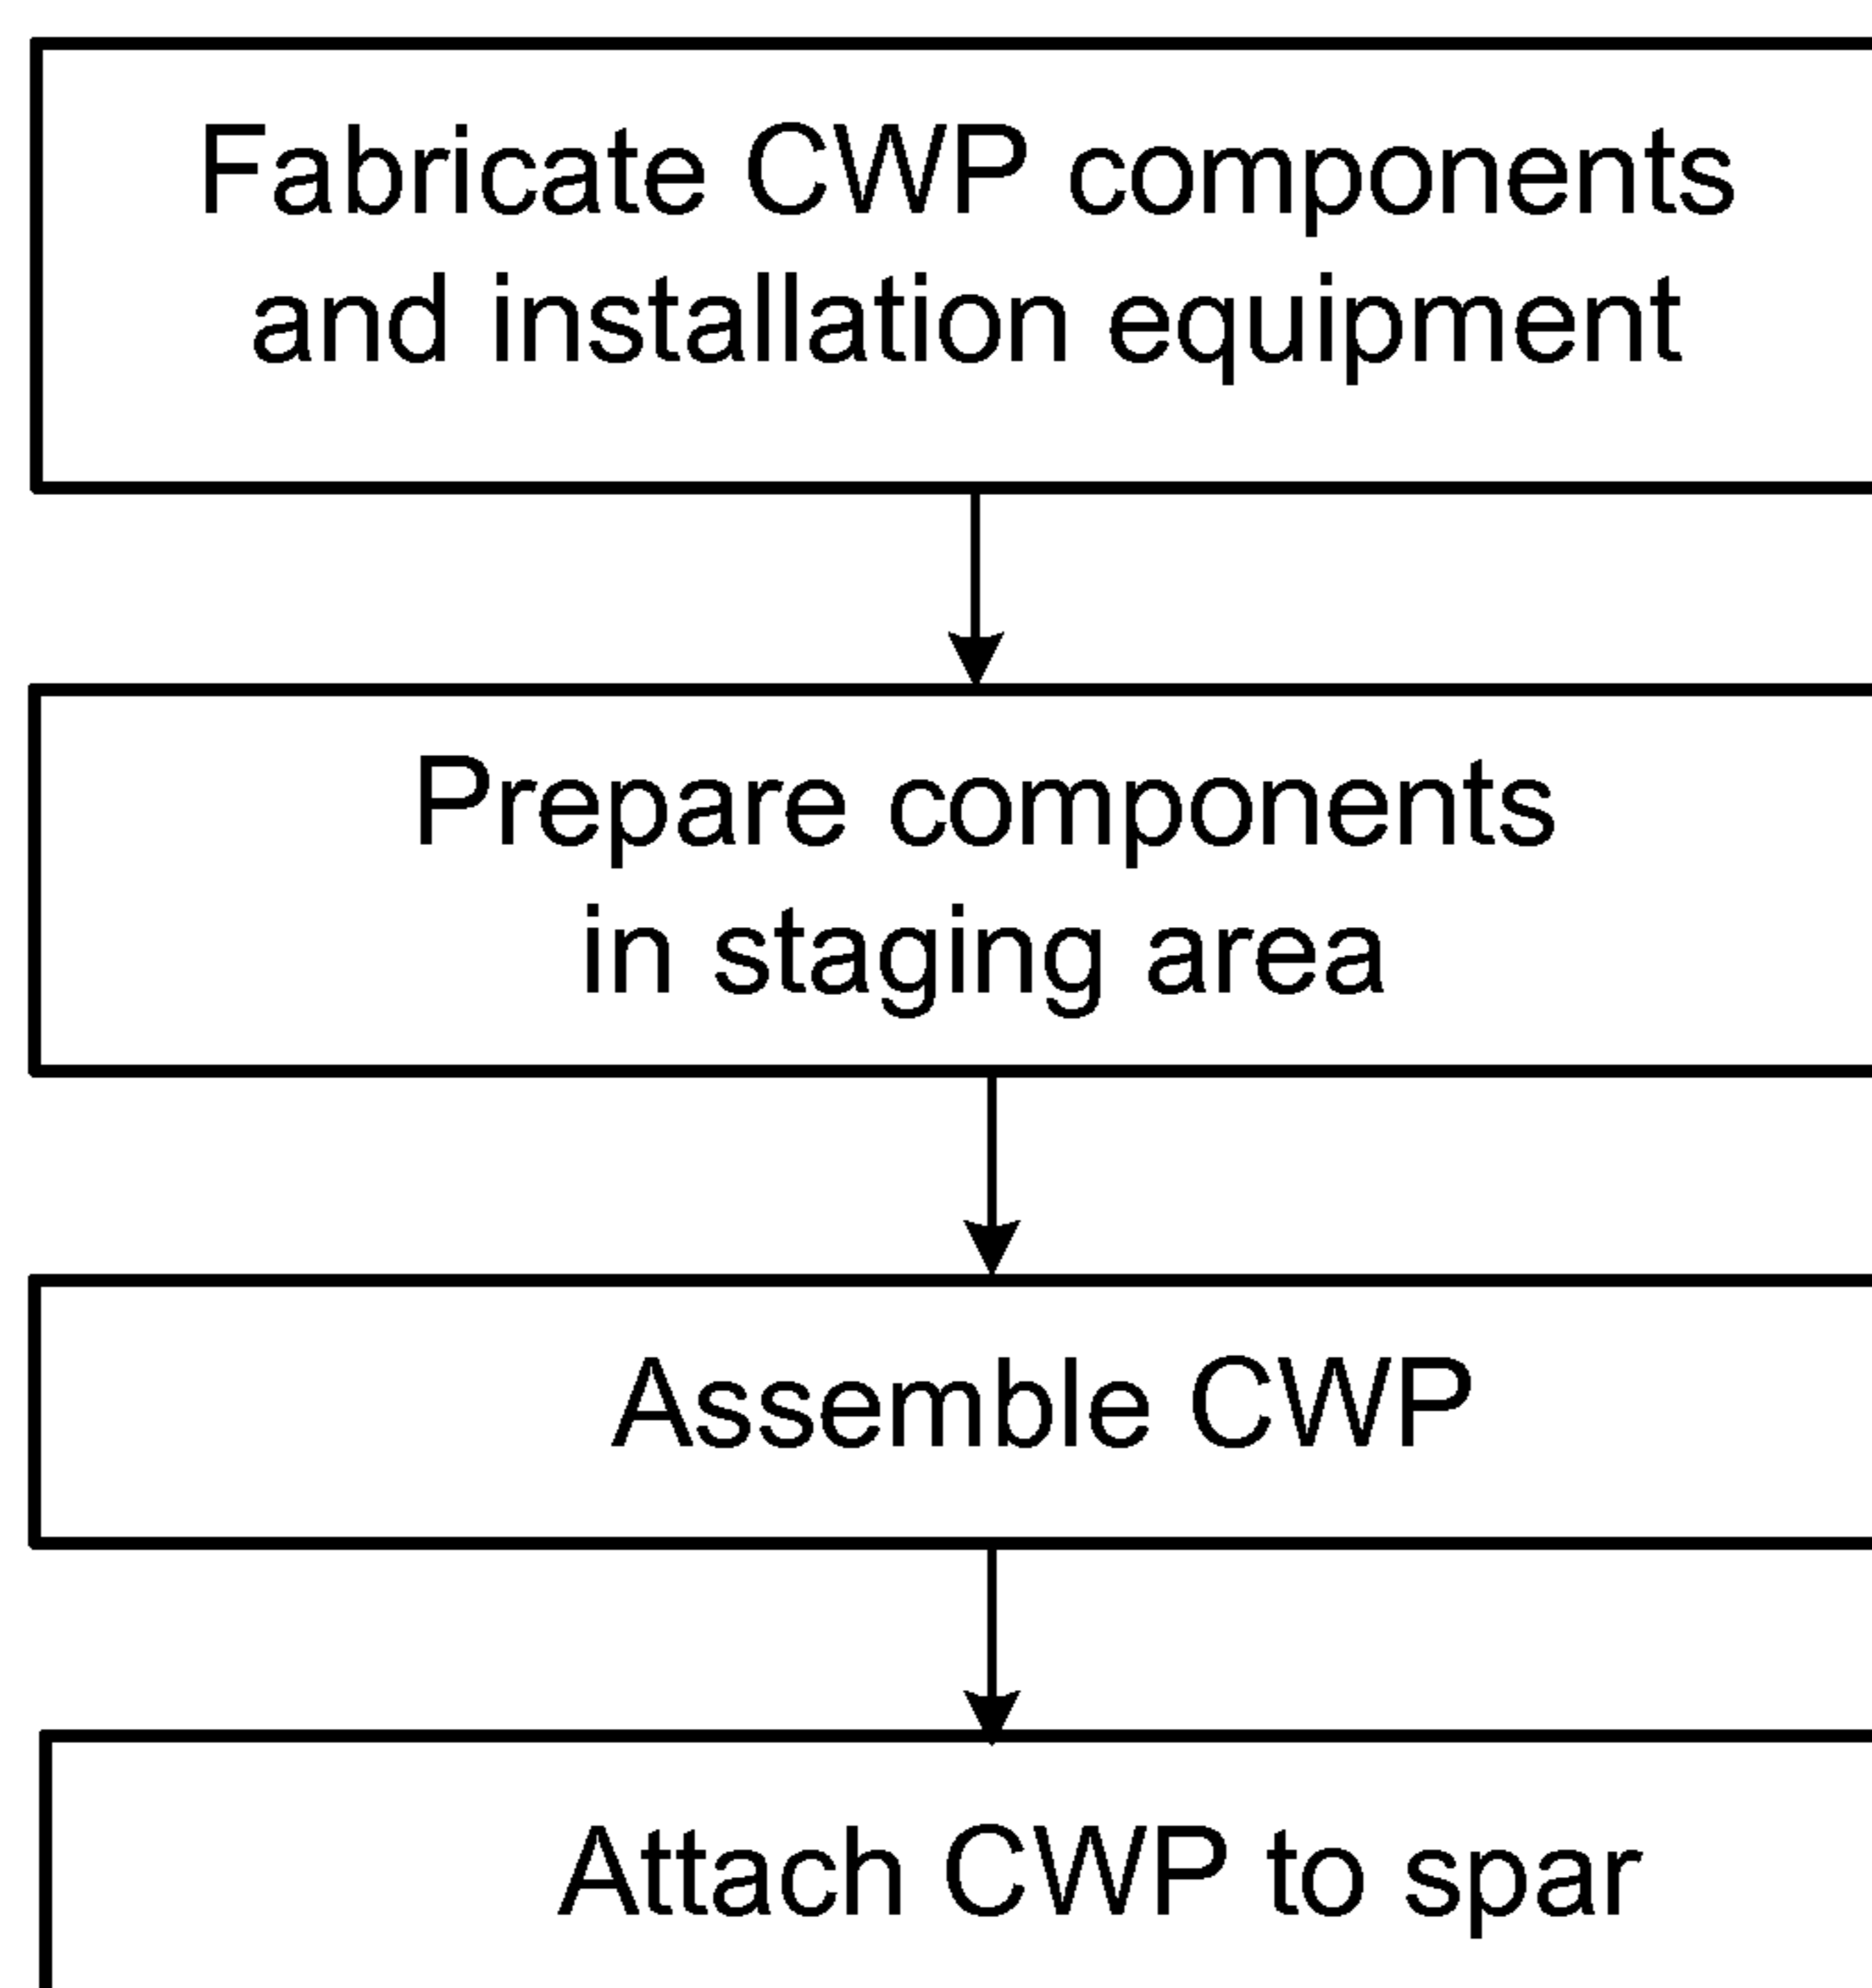 Fabricate CWP components
and installation equipment
Prepare components
in staging area
Assemble CWP
Attach CWP to spar